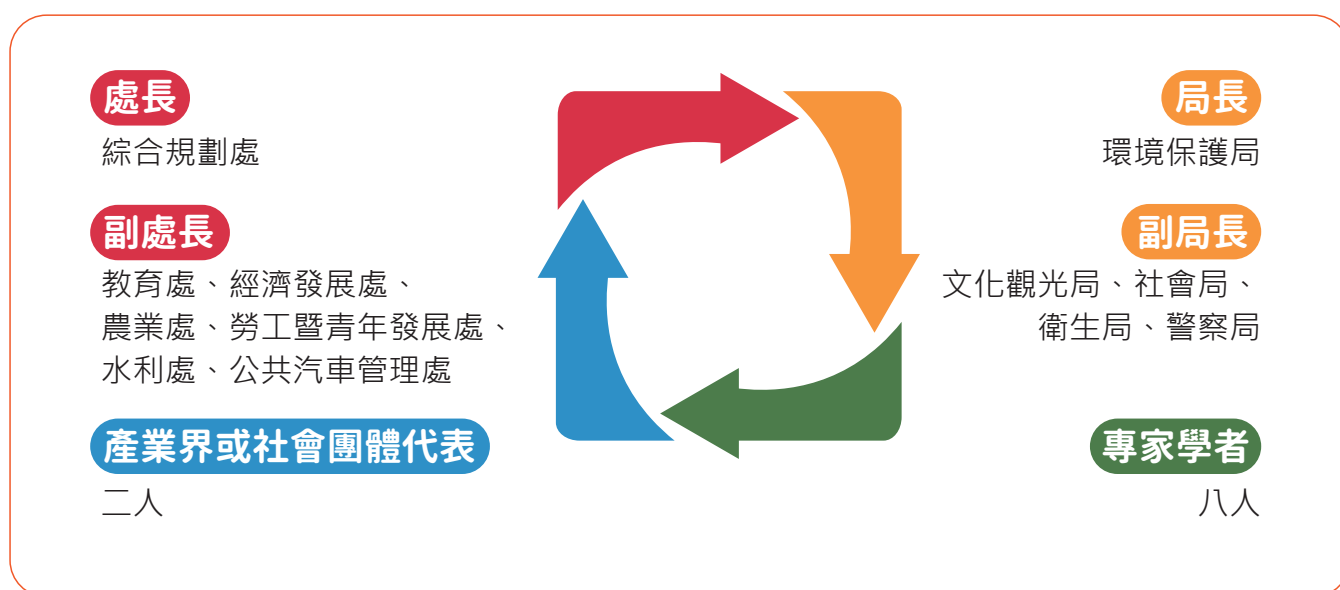 處長
綜合規劃處
副處長
教育處、經濟發展處、
農業處、勞工暨青年發展處、
水利處、公共汽車管理處
產業界或社會團體代表
二人
局長
環境保護局
副局長
文化觀光局、社會局、
衛生局、警察局
專家學者
八人